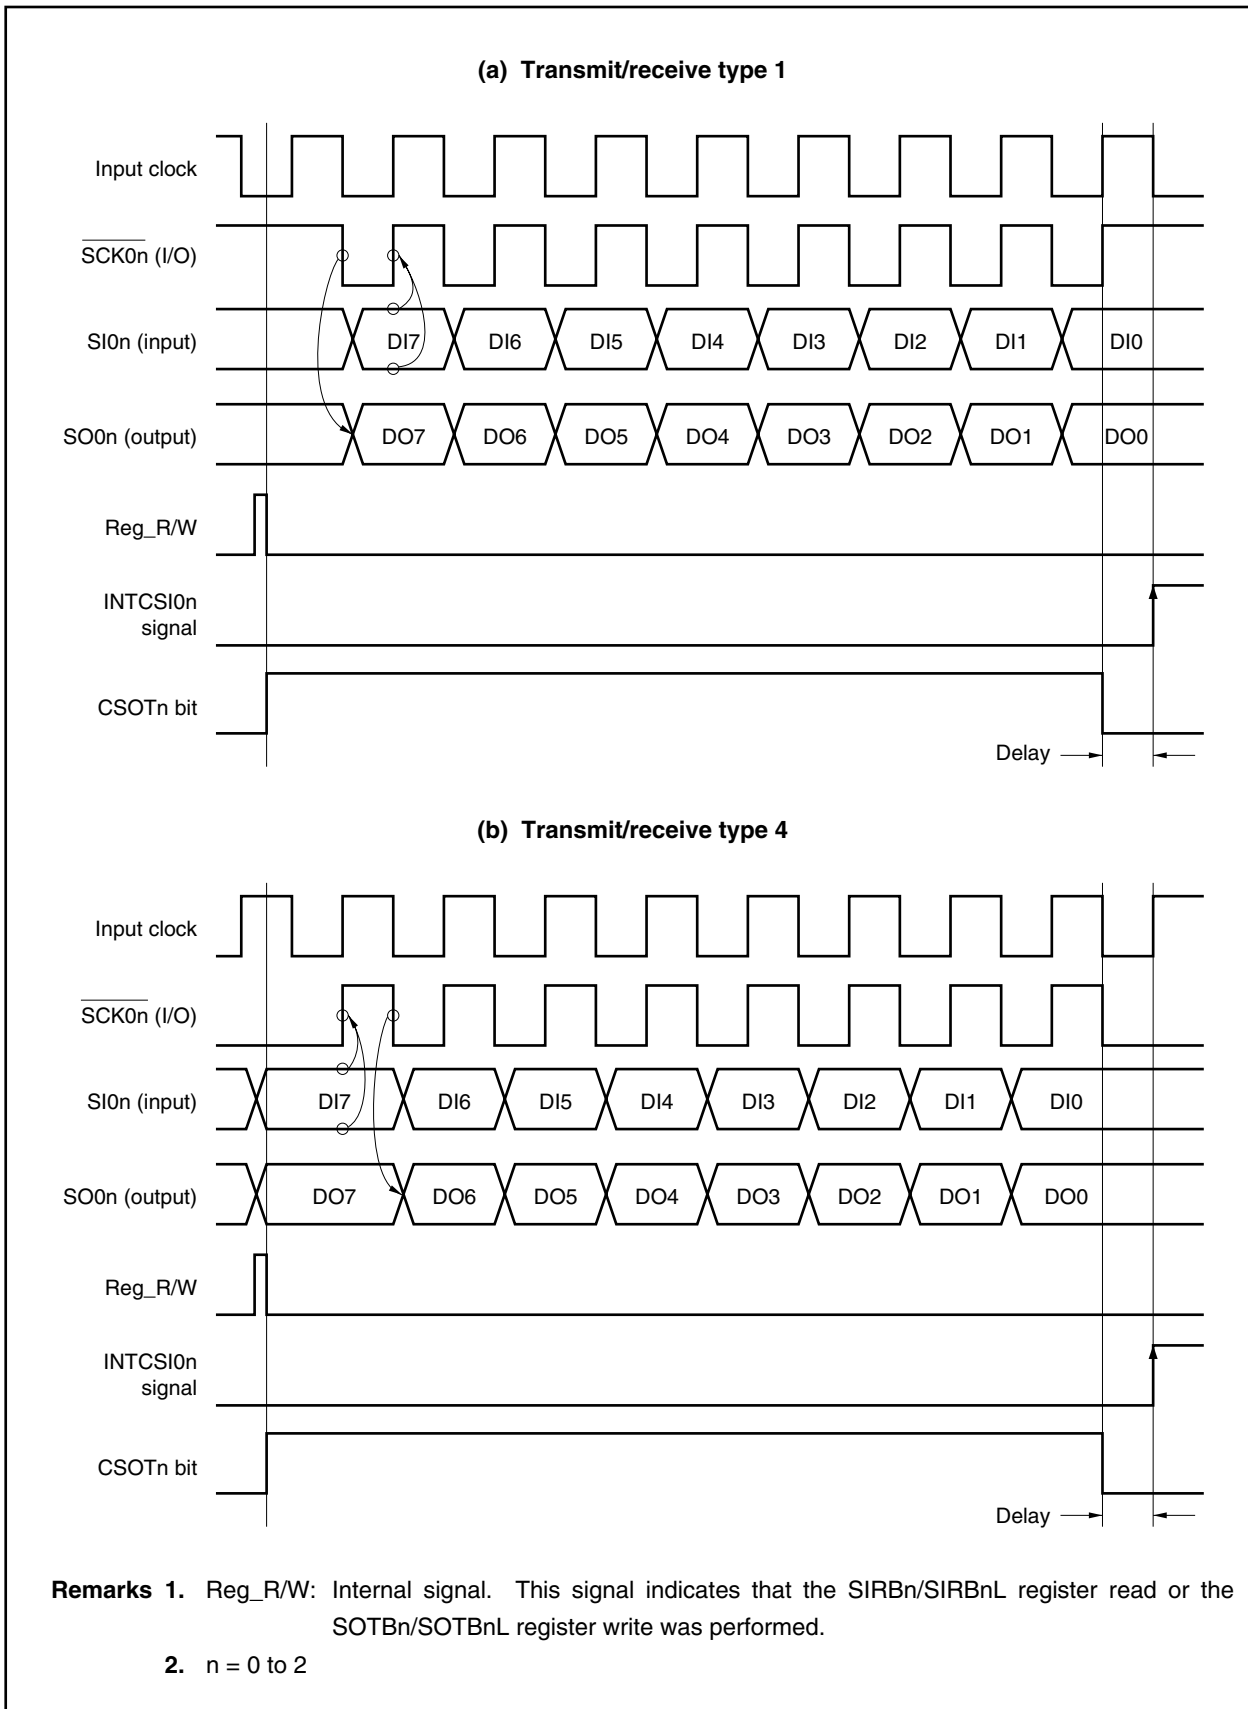 (a) Transmit/receive type 1
Input clock
SCK0n (I/O)
SI0n (input)
DI7 DI6 DI5 DI4 DI3 DI2 DI1 DI0
SO0n (output)
DO7 DO6 DO5 DO4 DO3 DO2 DO1 DO0
Reg_R/W
INTCSI0n
signal
CSOTn bit
Delay
(b) Transmit/receive type 4
Input clock
SCK0n (I/O)
SI0n (input)
DI7 DI6 DI5 DI4 DI3 DI2 DI1 DI0
SO0n (output)
DO7 DO6 DO5 DO4 DO3 DO2 DO1 DO0
Reg_R/W
INTCSI0n
signal
CSOTn bit
Delay
Remarks 1. Reg_R/W: Internal signal. This signal indicates that the SIRBn/SIRBnL register read or the
SOTBn/SOTBnL register write was performed.
2. n = 0 to 2